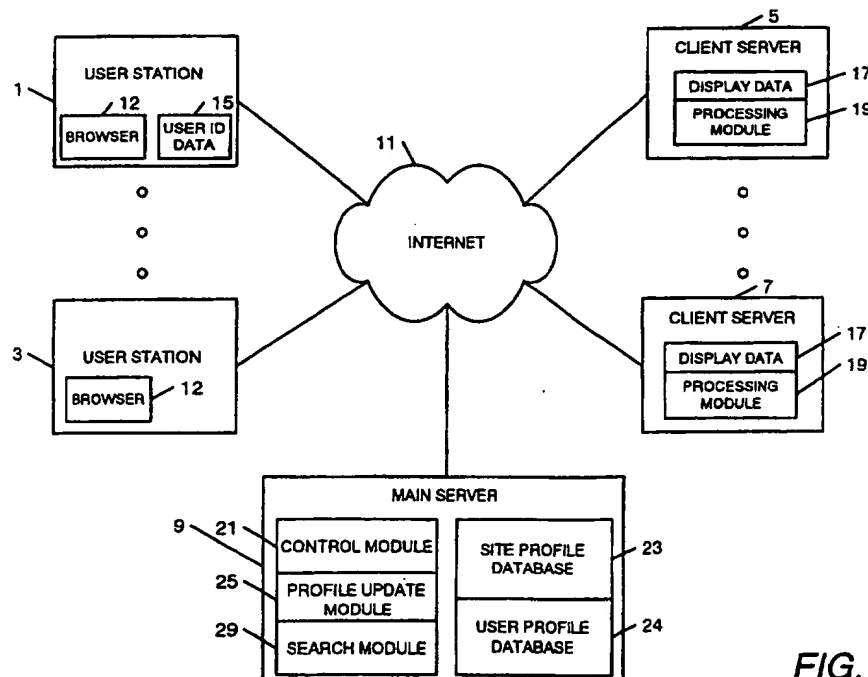 5
USER STATION
CLIENT SERVER
17
1
12
15
DISPLAY DATA
BROWSER
USER ID
DATA
PROCESSING
MODULE
19
11
INTERNET
7
USER STATION
CLIENT SERVER
17
3
12
DISPLAY DATA
BROWSER
PROCESSING
MODULE
19
MAIN SERVER
21
9
CONTROL MODULE
SITE PROFILE
DATABASE
23
25
PROFILE UPDATE
MODULE
29
SEARCH MODULE
USER PROFILE
DATABASE
24
FIG.